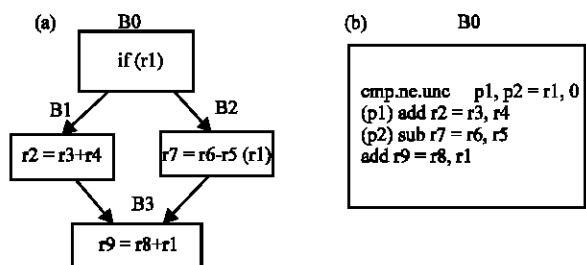 (a) B0
if (r1)
B1 B2
r2 = r3+r4
r7 = r6-r5 (r1)
B3
r9 = r8+r1
(b) B0
cmp.ne.unc p1, p2 = r1, 0
(p1) add r2 = r3, r4
(p2) sub r7 = r6, r5
add r9 = r8, r1